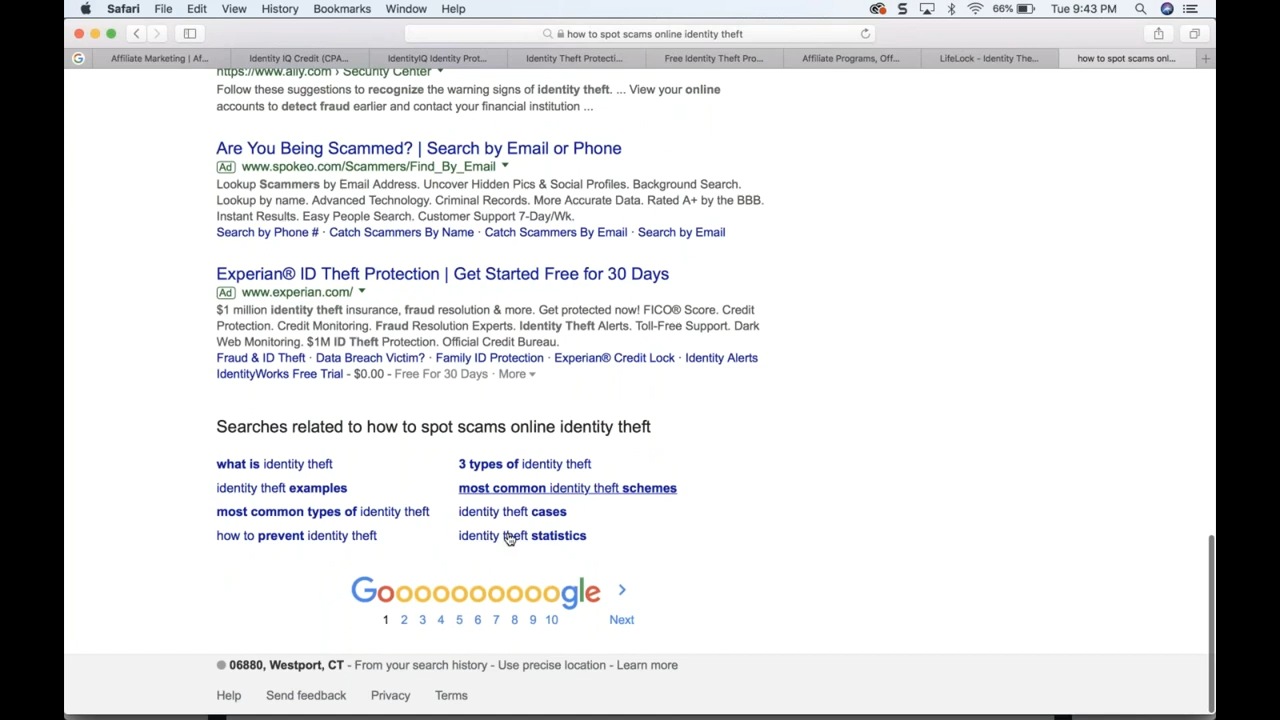 Safari File Edit View History Bookmarks Window Help 66% Tue 9:43 PM
how to spot scams online identity theft
Affiliate Marketing | Af... Identity IQ Credit (CPA... IdentityIQ Identity Prot... Identity Theft Protecti... Free Identity Theft Pro... Affiliate Programs, Off... LifeLock - Identity The... how to spot scams onl...
https://www.ally.com › Security Center
Follow these suggestions to recognize the warning signs of identity theft. ... View your online
accounts to detect fraud earlier and contact your financial institution ...
Are You Being Scammed? | Search by Email or Phone
Ad www.spokeo.com/Scammers/Find_By_Email
Lookup Scammers by Email Address. Uncover Hidden Pics & Social Profiles. Background Search.
Lookup by name. Advanced Technology. Criminal Records. More Accurate Data. Rated A+ by the BBB.
Instant Results. Easy People Search. Customer Support 7-Day/Wk.
Search by Phone # · Catch Scammers By Name · Catch Scammers By Email · Search by Email
Experian® ID Theft Protection | Get Started Free for 30 Days
Ad www.experian.com/
$1 million identity theft insurance, fraud resolution & more. Get protected now! FICO® Score. Credit
Protection. Credit Monitoring. Fraud Resolution Experts. Identity Theft Alerts. Toll-Free Support. Dark
Web Monitoring. $1M ID Theft Protection. Official Credit Bureau.
Fraud & ID Theft · Data Breach Victim? · Family ID Protection · Experian® Credit Lock · Identity Alerts
IdentityWorks Free Trial - $0.00 - Free For 30 Days · More
Searches related to how to spot scams online identity theft
what is identity theft 3 types of identity theft
identity theft examples most common identity theft schemes
most common types of identity theft identity theft cases
how to prevent identity theft identity theft statistics
Goooooooooogle
1 2 3 4 5 6 7 8 9 10 Next
06880, Westport, CT - From your search history - Use precise location - Learn more
Help Send feedback Privacy Terms